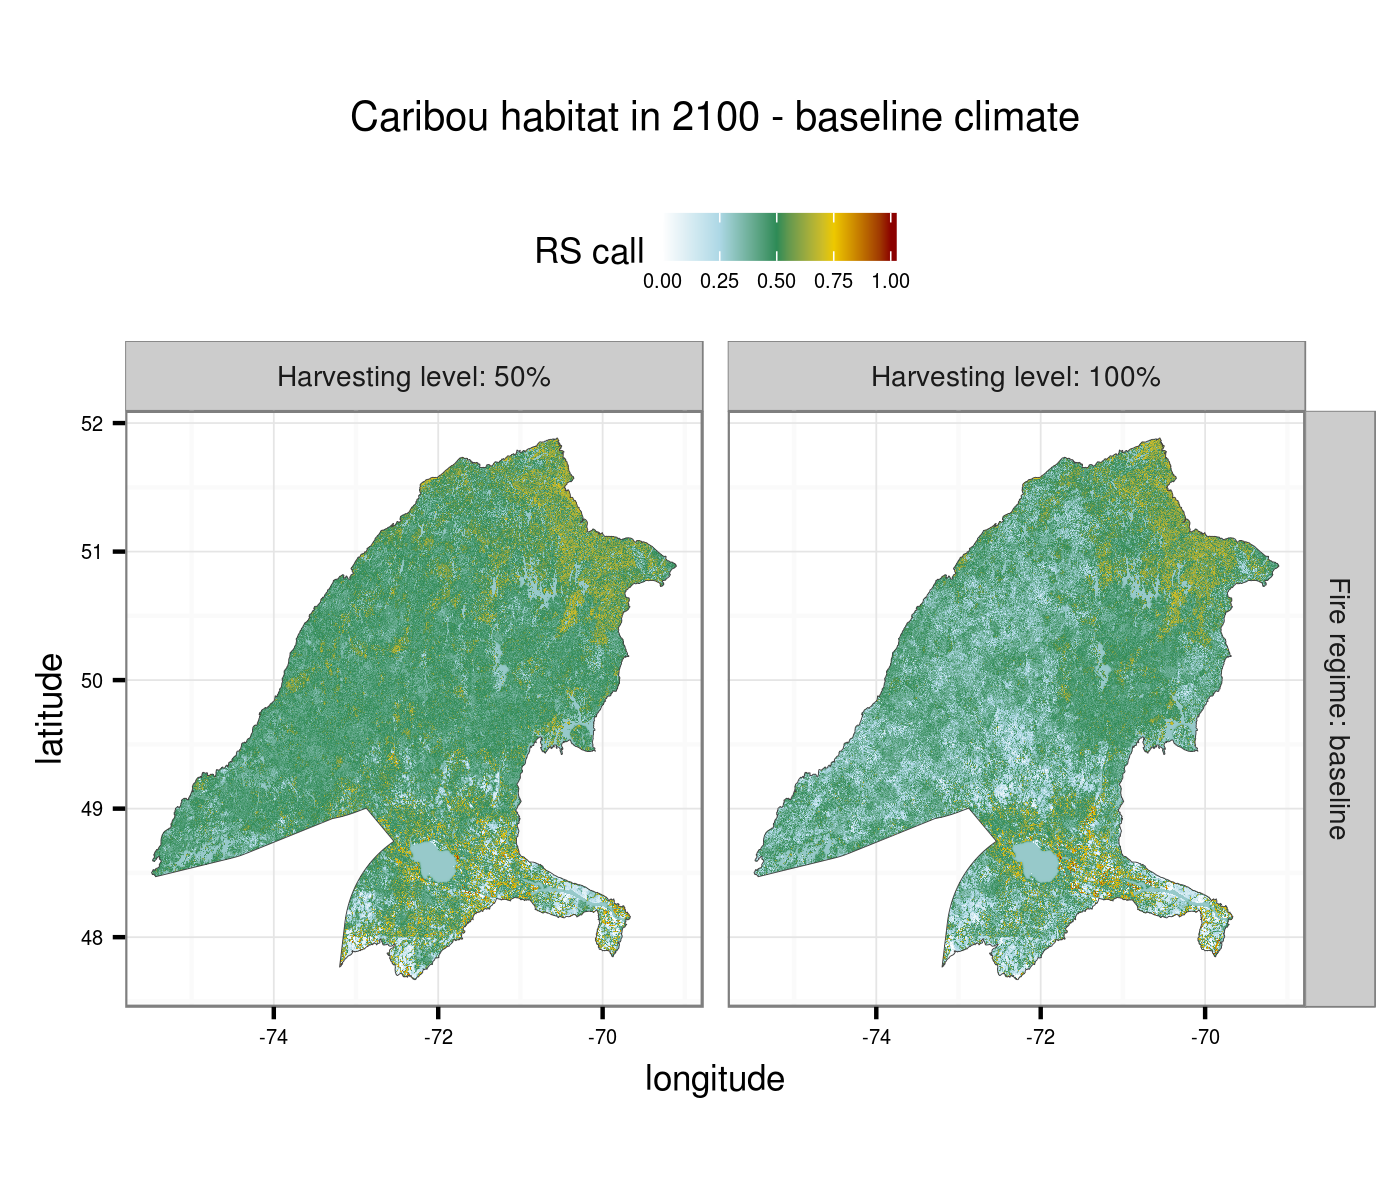 Caribou habitat in 2100 - baseline climate
RS call
0.00 0.25 0.50 0.75 1.00
Harvesting level: 50%
Harvesting level: 100%
Fire regime: baseline
latitude
52
51
50
49
48
-74 -72 -70
-74 -72 -70
longitude